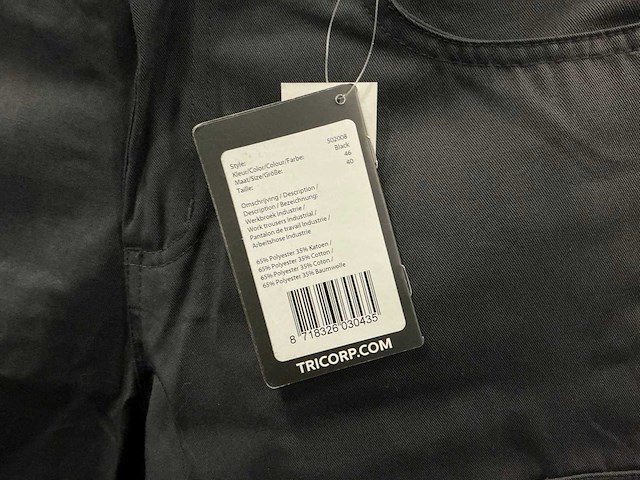 Style: 502008
Kleur/Color/Colour/Farbe: Black
Maat/Size/Größe: 46
Taille: 40
Omschrijving / Description /
Description / Bezeichnung:
Werkbroek Industrie /
Work trousers Industrial /
Pantalon de travail Industrie /
Arbeitshose Industrie
65% Polyester 35% Katoen /
65% Polyester 35% Cotton /
65% Polyester 35% Coton /
65% Polyester 35% Baumwolle
8 718326 030435
TRICORP.COM